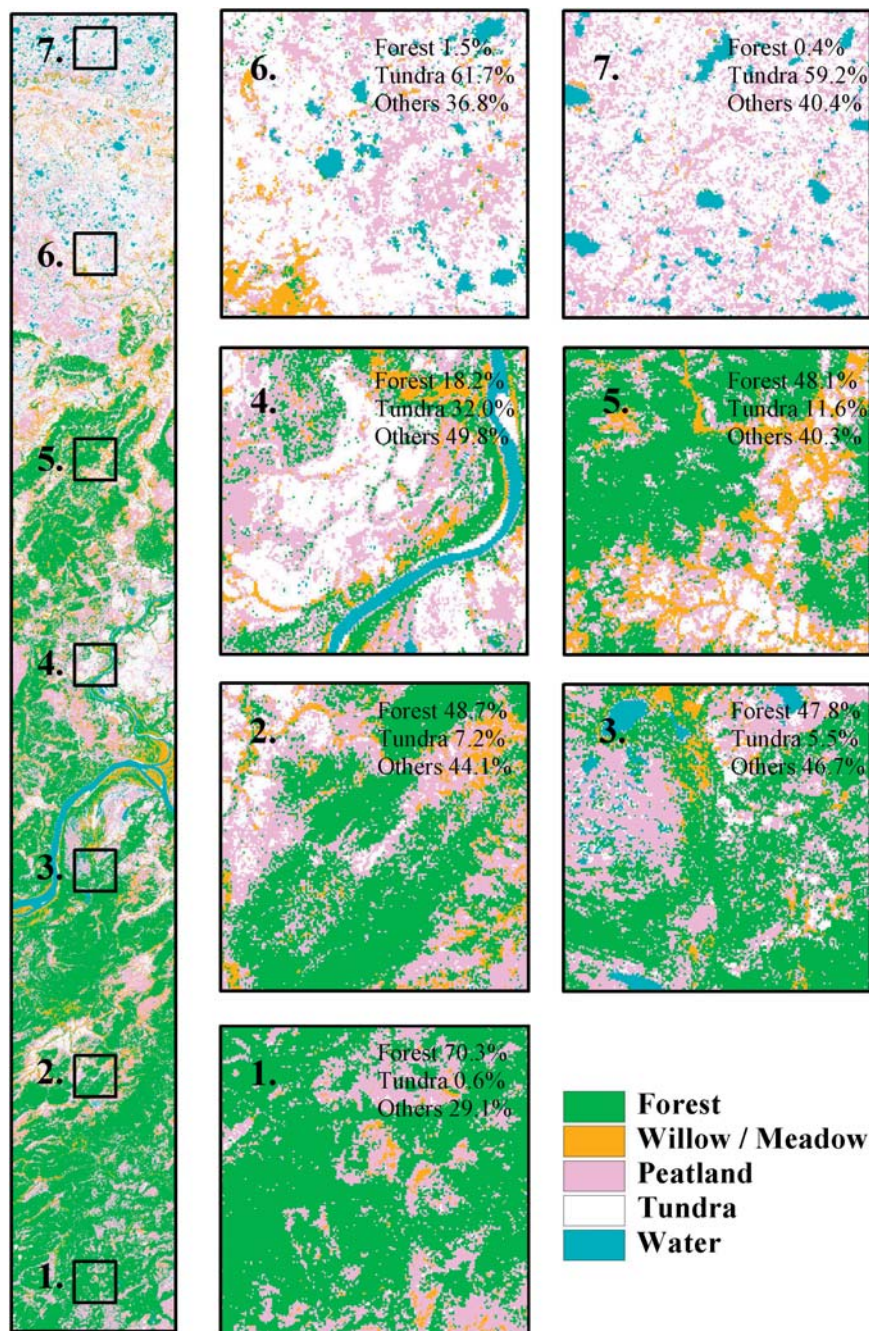 7.
6.
5.
4.
3.
2.
1.
6.
Forest 1.5%
Tundra 61.7%
Others 36.8%
7.
Forest 0.4%
Tundra 59.2%
Others 40.4%
4.
Forest 18.2%
Tundra 32.0%
Others 49.8%
5.
Forest 48.1%
Tundra 11.6%
Others 40.3%
2.
Forest 48.7%
Tundra 7.2%
Others 44.1%
3.
Forest 47.8%
Tundra 5.5%
Others 46.7%
1.
Forest 70.3%
Tundra 0.6%
Others 29.1%
Forest
Willow / Meadow
Peatland
Tundra
Water